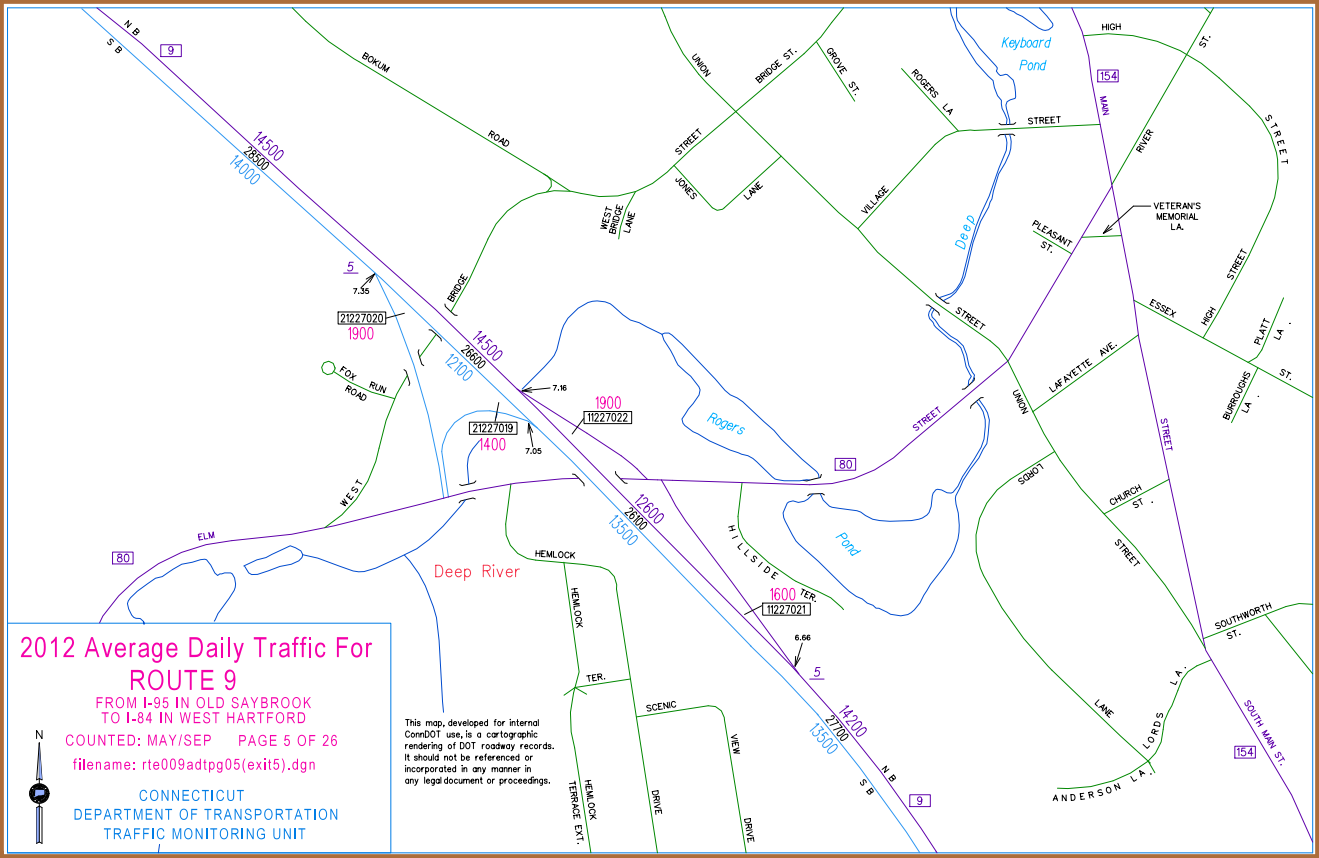 N B
S B
9
BOKUM
ROAD
UNION
BRIDGE ST.
GROVE
ST.
ROGERS
LA
Keyboard
Pond
HIGH
ST.
154
MAIN
STREET
STREET
RIVER
14500
28500
14000
STREET
JONES
LANE
WEST
BRIDGE
LANE
VILLAGE
Deep
PLEASANT
ST.
VETERAN'S
MEMORIAL
LA.
5
7.35
BRIDGE
STREET
STREET
ESSEX
HIGH
PLATT
LA .
21227020
1900
14500
26600
12100
FOX RUN
ROAD
7.16
1900
11227022
21227019
1400
7.05
Rogers
STREET
LAFAYETTE AVE.
UNION
BURROUGHS
LA .
ST.
STREET
80
WEST
LORDS
CHURCH
ST .
12600
26100
13500
ELM
80
HILLSIDE
TER.
Pond
STREET
HEMLOCK
Deep River
HEMLOCK
1600
11227021
6.66
5
SOUTHWORTH
ST.
TER.
SCENIC
VIEW
DRIVE
DRIVE
HEMLOCK
TERRACE EXT.
14200
27700
13500
N B
S B
9
LANE
LORDS
LA .
ANDERSON LA.
SOUTH MAIN ST.
154
2012 Average Daily Traffic For
ROUTE 9
FROM I-95 IN OLD SAYBROOK
TO I-84 IN WEST HARTFORD
COUNTED: MAY/SEP PAGE 5 OF 26
filename: rte009adtpg05(exit5).dgn
N
CONNECTICUT
DEPARTMENT OF TRANSPORTATION
TRAFFIC MONITORING UNIT
This map, developed for internal
ConnDOT use, is a cartographic
rendering of DOT roadway records.
It should not be referenced or
incorporated in any manner in
any legal document or proceedings.